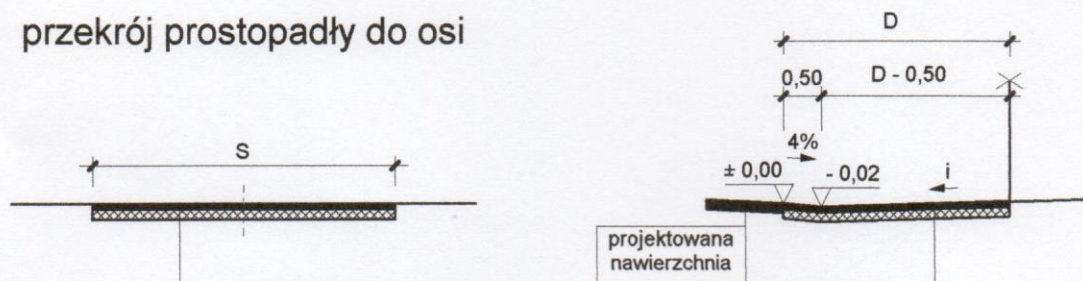 przekrój prostopadły do osi
S
D
0,50
D - 0,50
4%
± 0,00
- 0,02
i
projektowana
nawierzchnia